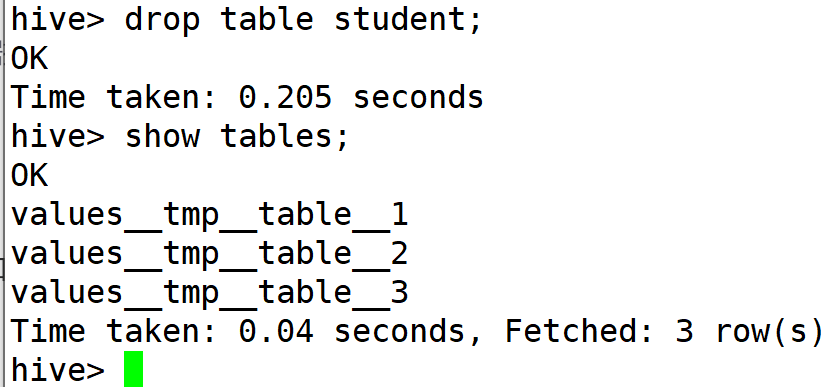 hive> drop table student;
OK
Time taken: 0.205 seconds
hive> show tables;
OK
values__tmp__table__1
values__tmp__table__2
values__tmp__table__3
Time taken: 0.04 seconds, Fetched: 3 row(s)
hive>